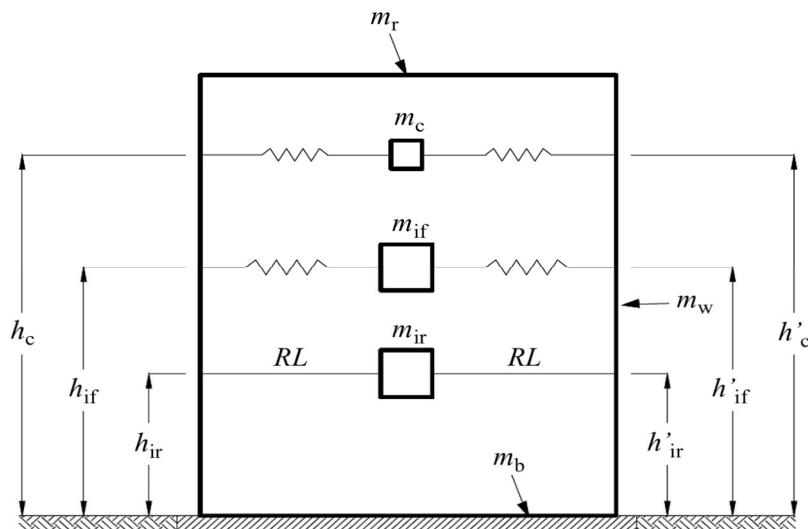 m_r
m_c
m_if
m_w
h_c
h'_c
m_ir
RL
RL
h_if
h'_if
h_ir
h'_ir
m_b